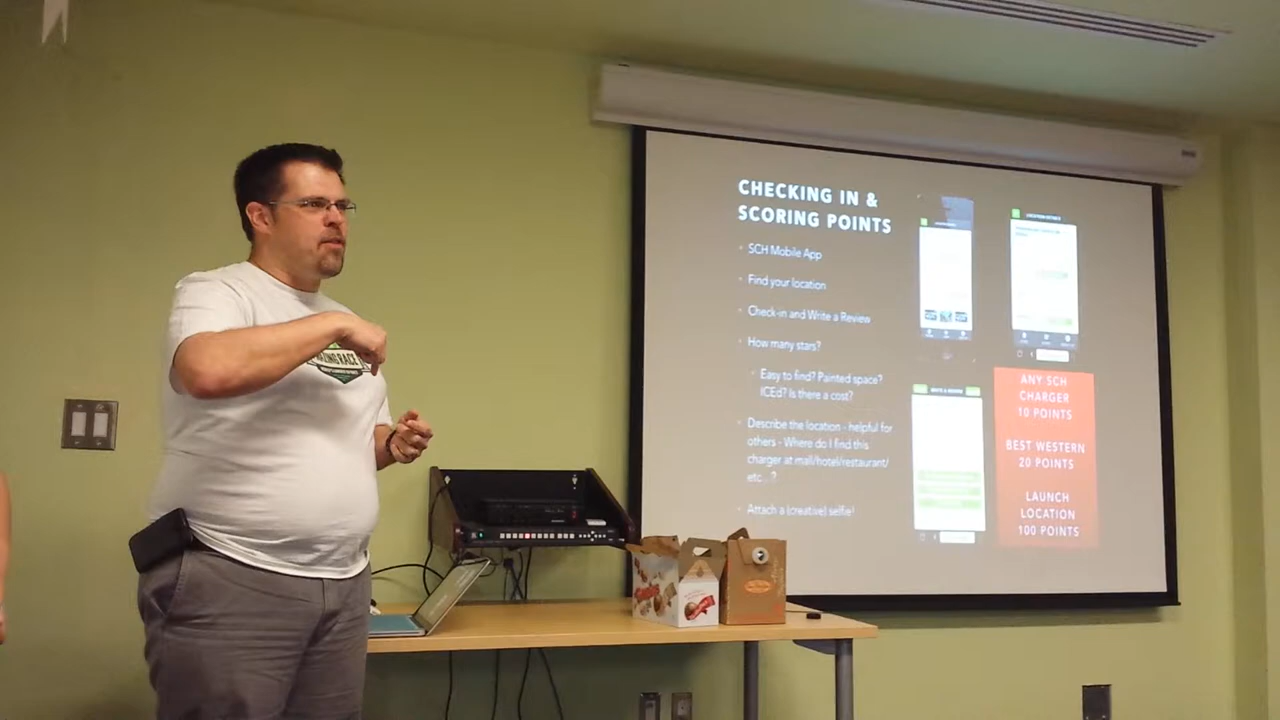 CHECKING IN &
SCORING POINTS
SCH Mobile App
Find your location
Check-in and Write a Review
How many stars?
Easy to find? Painted space?
ICEd? Is there a cost?
Describe the location - helpful for
others - Where do I find this
charger at mall/hotel/restaurant/
etc ..?
Attach a (creative) selfie!
ANY SCH
CHARGER
10 POINTS
BEST WESTERN
20 POINTS
LAUNCH
LOCATION
100 POINTS
RACE